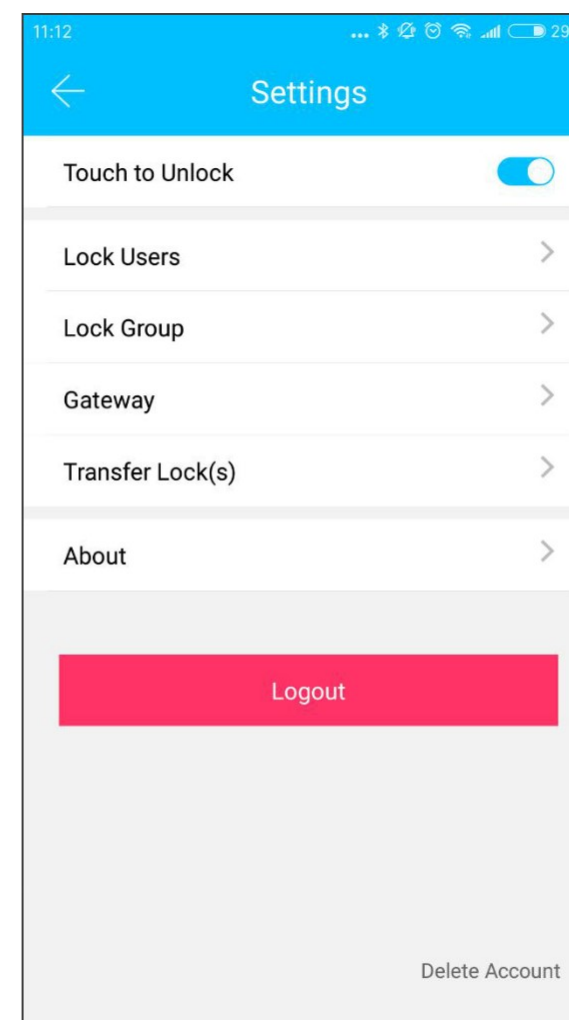 11:12 ... 29
Settings
Touch to Unlock
Lock Users
Lock Group
Gateway
Transfer Lock(s)
About
Logout
Delete Account